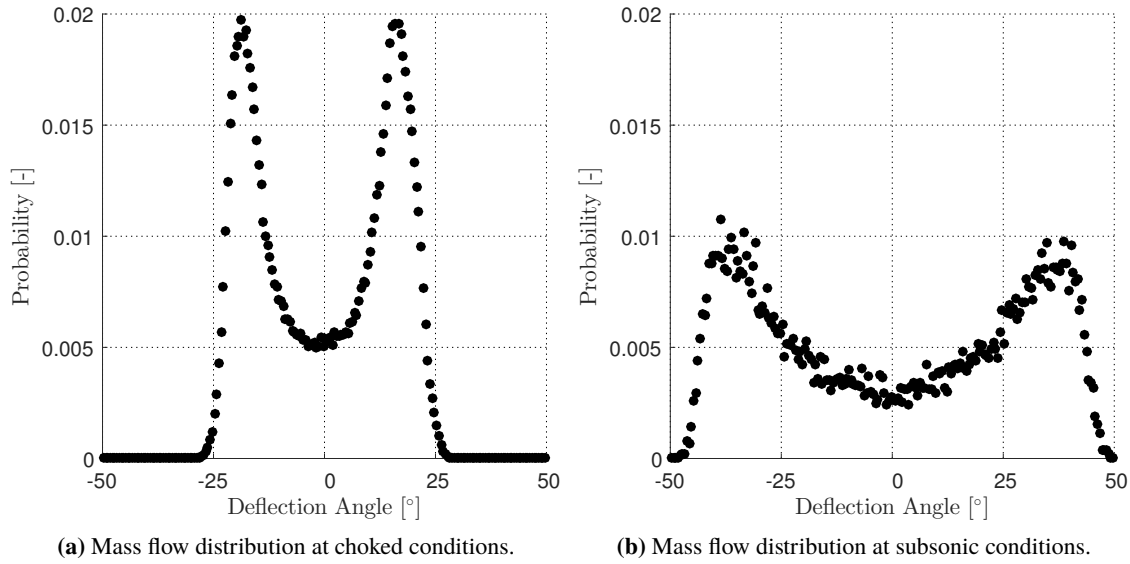 0.02
0.015
0.01
0.005
0
Probability [-]
-50 -25 0 25 50
Deflection Angle [°]
(a) Mass flow distribution at choked conditions.
0.02
0.015
0.01
0.005
0
Probability [-]
-50 -25 0 25 50
Deflection Angle [°]
(b) Mass flow distribution at subsonic conditions.